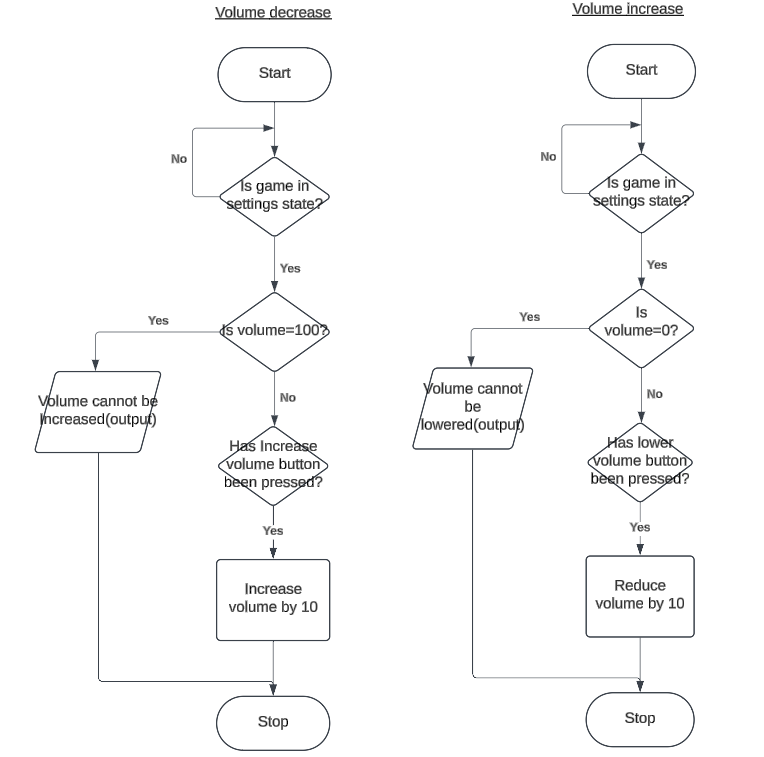 Volume decrease
Start
No
Is game in
settings state?
Yes
Yes
Is volume=100?
Volume cannot be
Increased(output)
No
Has Increase
volume button
been pressed?
Yes
Increase
volume by 10
Stop
Volume increase
Start
No
Is game in
settings state?
Yes
Yes
Is
volume=0?
Volume cannot
be
lowered(output)
No
Has lower
volume button
been pressed?
Yes
Reduce
volume by 10
Stop